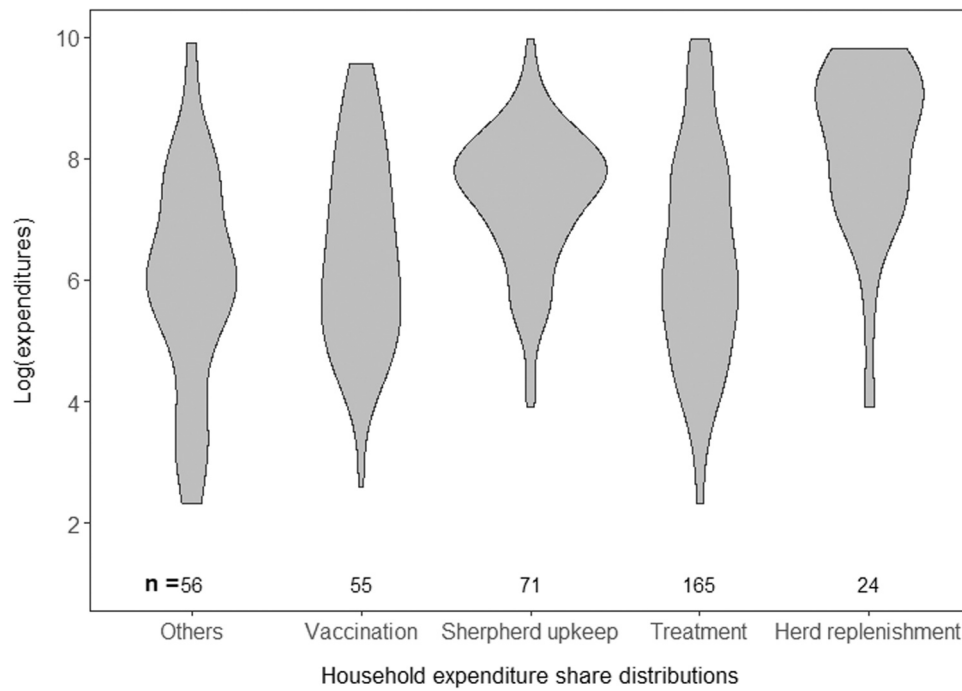 10
8
6
4
2
Log(expenditures)
n =56 55 71 165 24
Others Vaccination Sherpherd upkeep Treatment Herd replenishment
Household expenditure share distributions